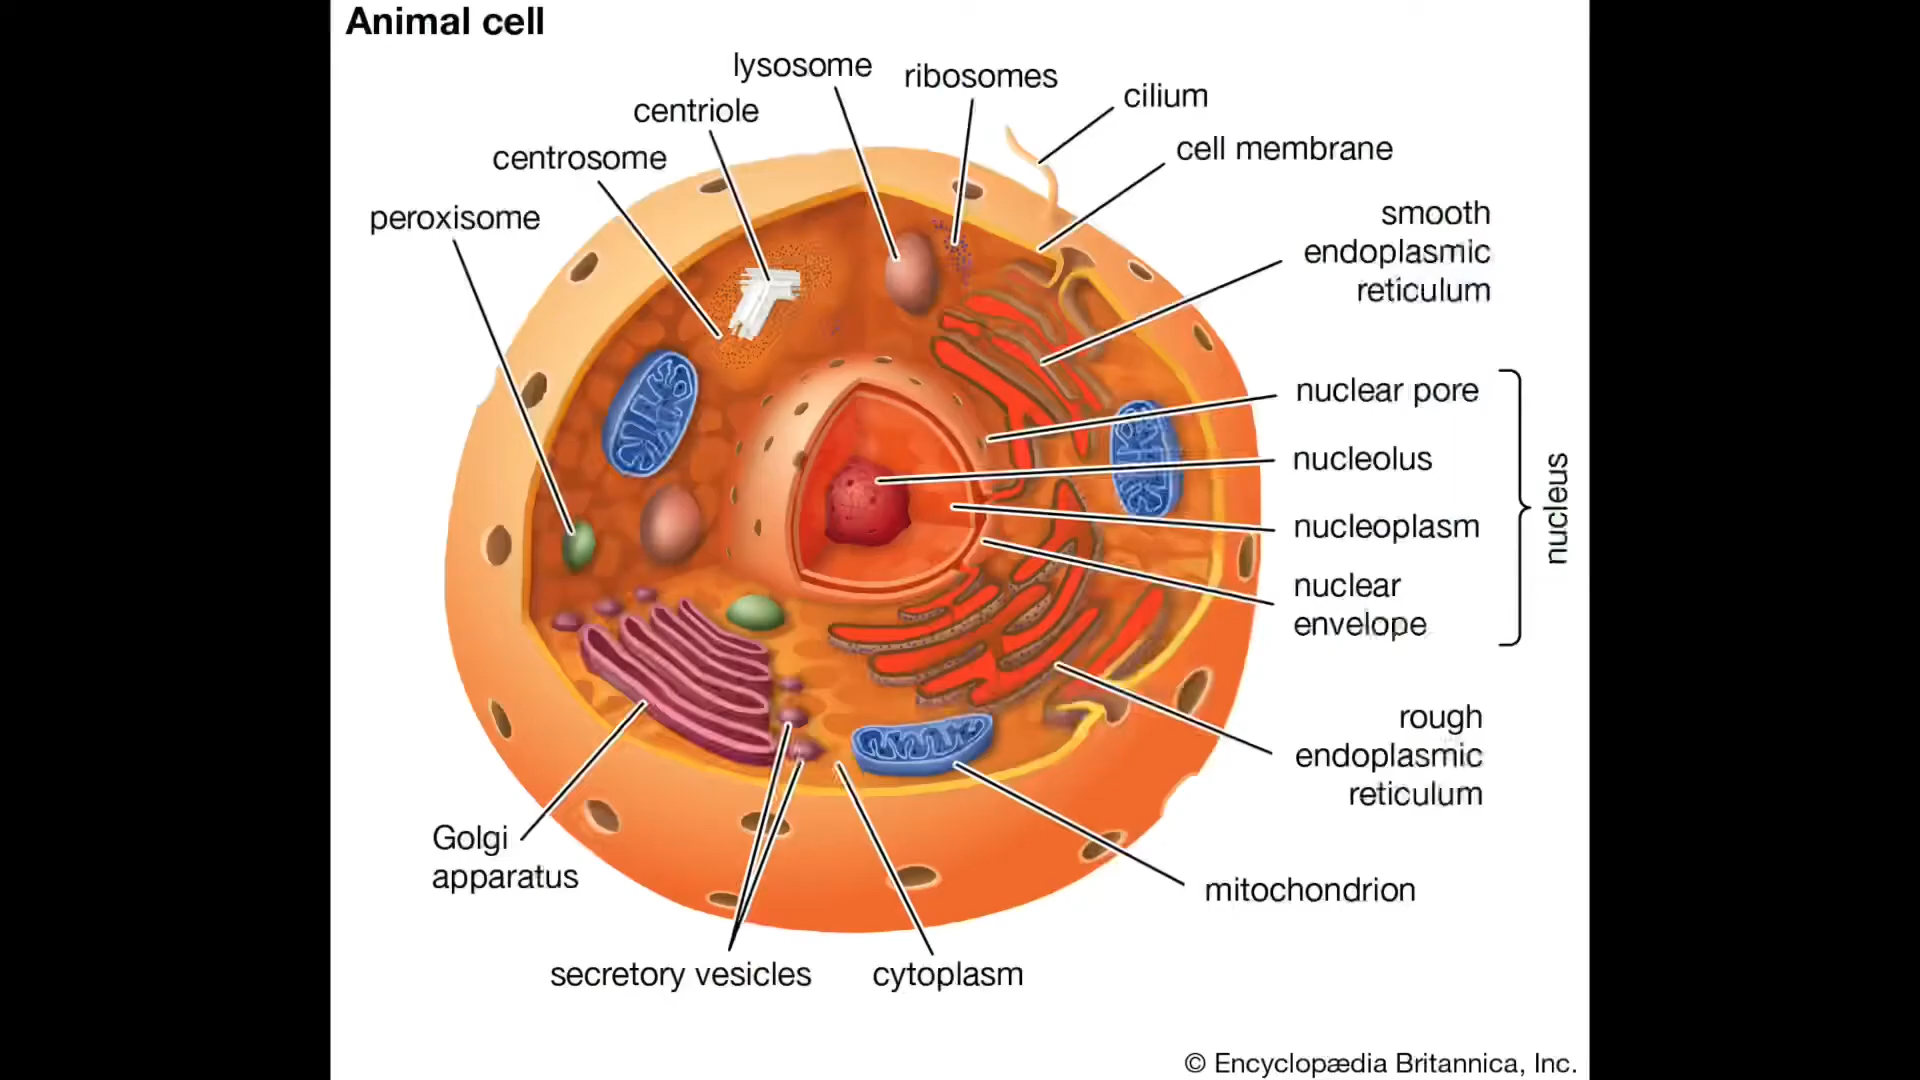 Animal cell
lysosome
ribosomes
centriole
cilium
centrosome
cell membrane
peroxisome
smooth
endoplasmic
reticulum
nuclear pore
nucleolus
nucleoplasm
nuclear
envelope
nucleus
rough
endoplasmic
reticulum
Golgi
apparatus
mitochondrion
secretory vesicles
cytoplasm
© Encyclopædia Britannica, Inc.